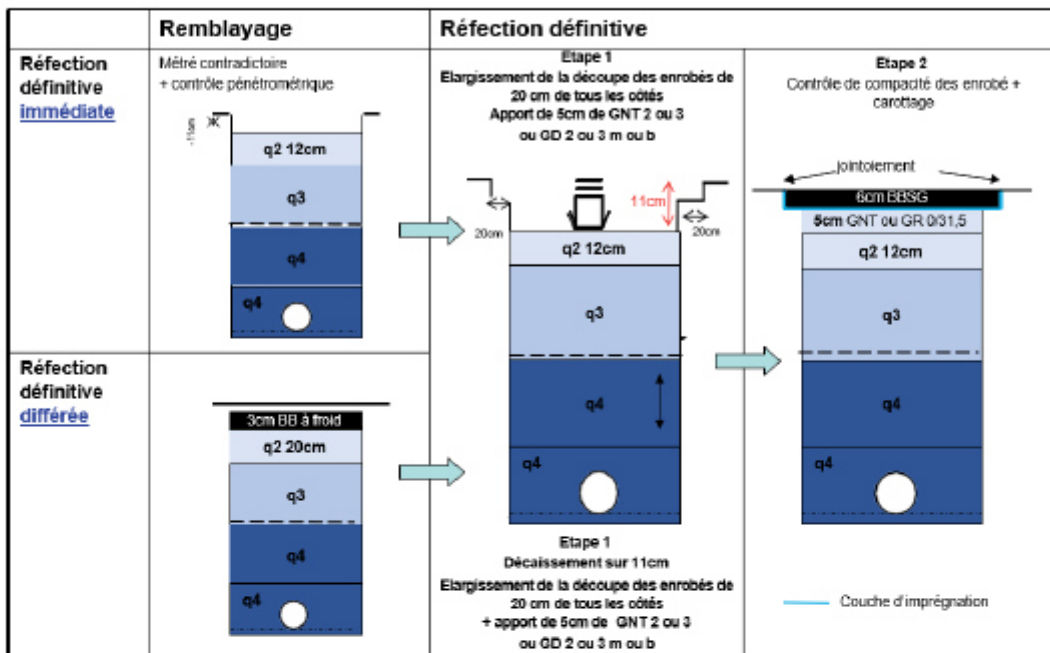 Remblayage
Réfection définitive
Réfection
définitive
immédiate
Métré contradictoire
+ contrôle pénétrométrique
-11cm
q2 12cm
q3
q4
q4
Etape 1
Elargissement de la découpe des enrobés de
20 cm de tous les côtés
Apport de 5cm de GNT 2 ou 3
ou GD 2 ou 3 m ou b
11cm
20cm
20cm
q2 12cm
q3
q4
q4
Etape 2
Contrôle de compacité des enrobé +
carottage
jointoiement
6cm BBSG
5cm GNT ou GR 0/31,5
q2 12cm
q3
q4
q4
Réfection
définitive
différée
3cm BB à froid
q2 20cm
q3
q4
q4
Etape 1
Décaissement sur 11cm
Elargissement de la découpe des enrobés de
20 cm de tous les côtés
+ apport de 5cm de GNT 2 ou 3
ou GD 2 ou 3 m ou b
Couche d'imprégnation